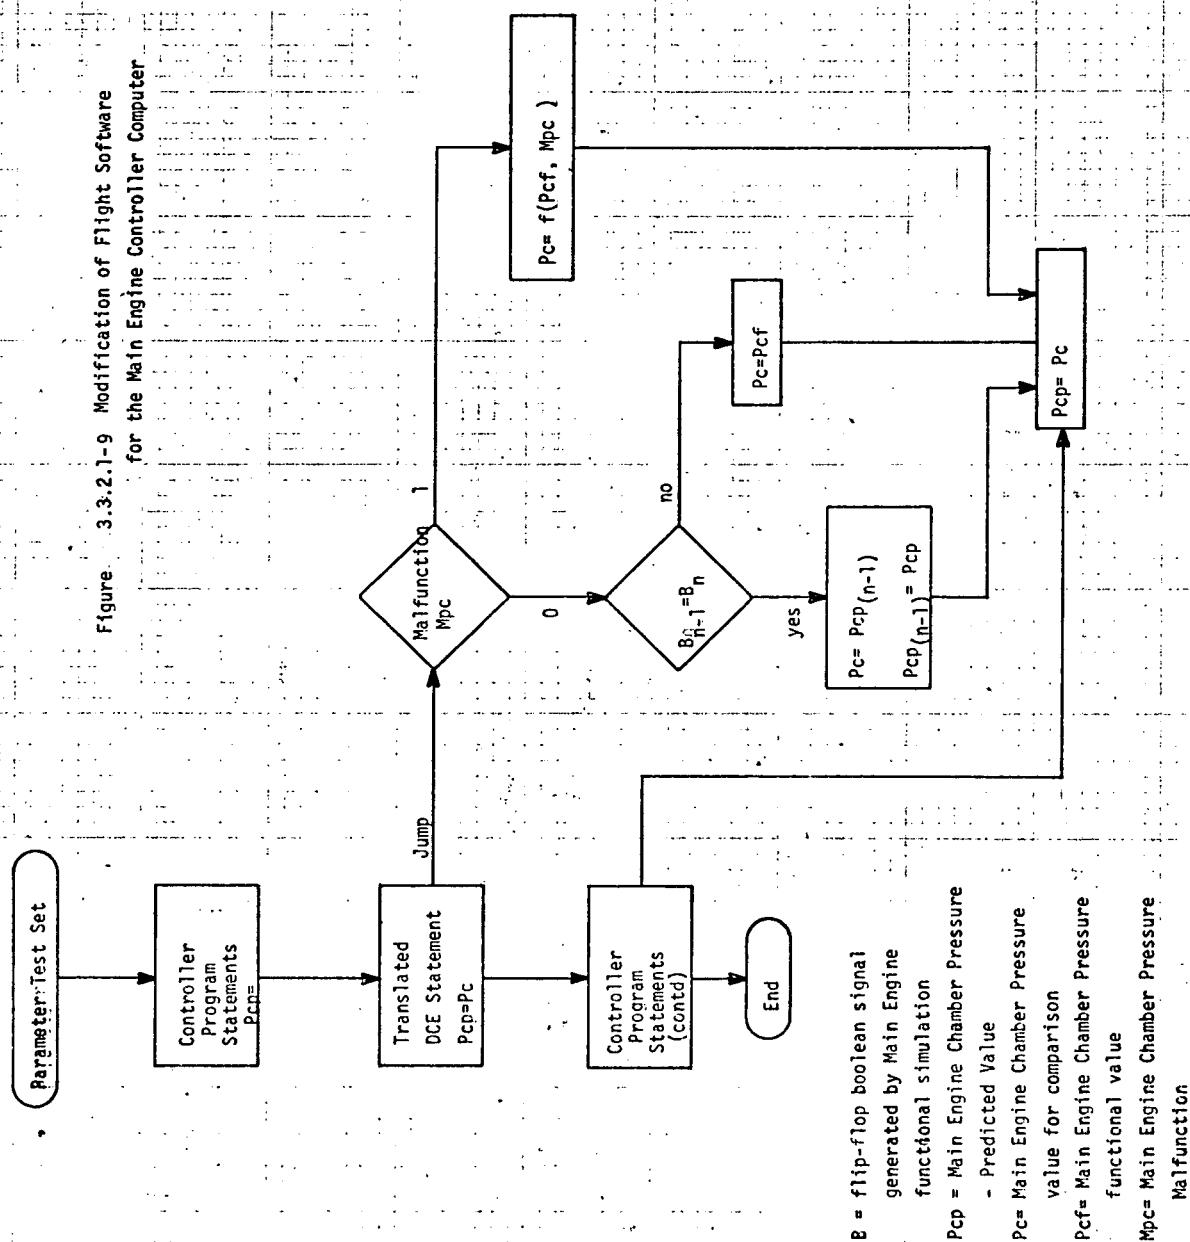 Figure 3.3.2.1-9 Modification of Flight Software
for the Main Engine Controller Computer
Parameter Test Set
Controller
Program
Statements
Pcp=
Translated
DCE Statement
Pcp=Pc
Jump
Controller
Program
Statements
(contd)
End
Malfunction
Mpc
1
0
Bn-1=Bn
no
yes
Pc= f(Pcf, Mpc )
Pc=Pcf
Pc= Pcp(n-1)
Pcp(n-1) = Pcp
Pcp= Pc
B = flip-flop boolean signal
generated by Main Engine
functional simulation
Pcp = Main Engine Chamber Pressure
- Predicted Value
Pc= Main Engine Chamber Pressure
value for comparison
Pcf= Main Engine Chamber Pressure
functional value
Mpc= Main Engine Chamber Pressure
Malfunction